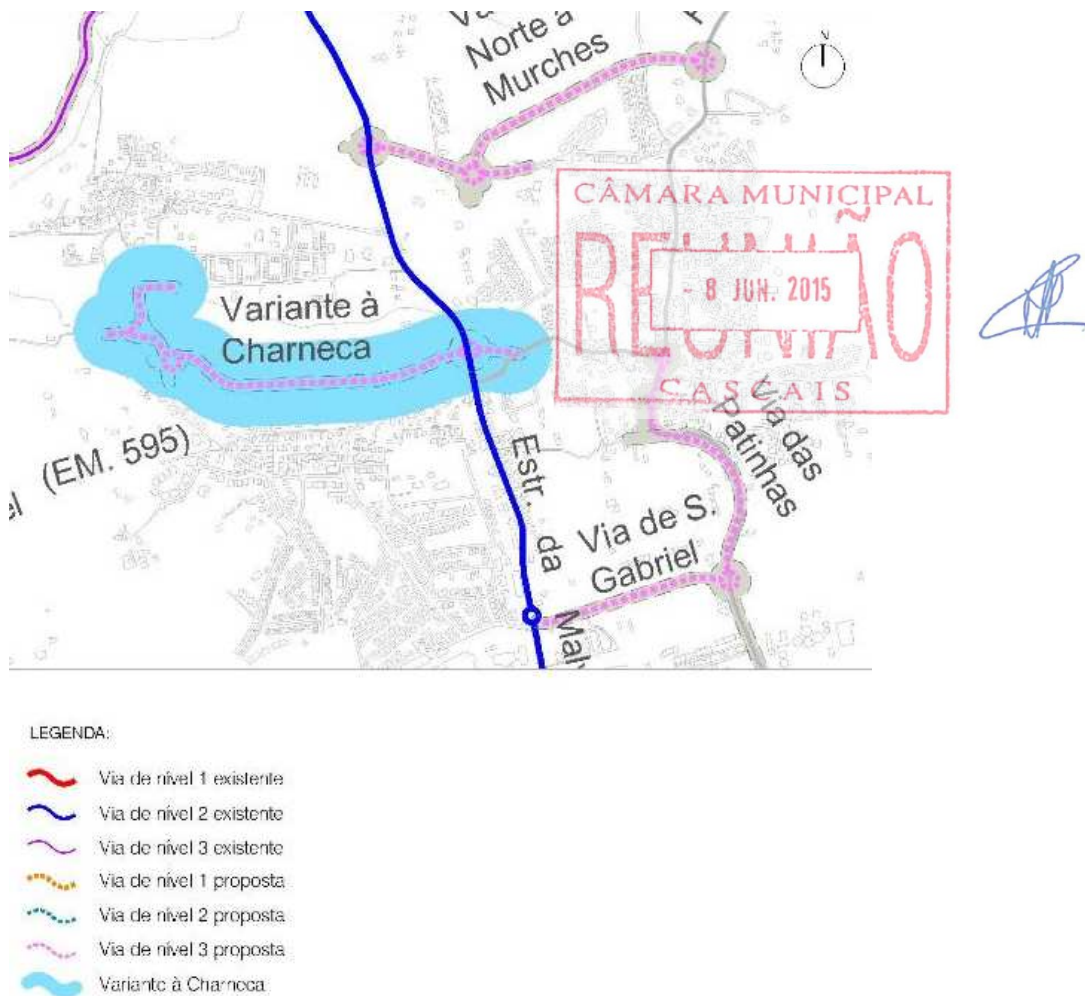 Norte à
Murches
N
CÂMARA MUNICIPAL
REUNIÃO
- 8 JUN. 2015
CASCAIS
Variante à
Charneca
(EM. 595)
Estr. da
Via das
Patinhas
Via de S.
Gabriel
LEGENDA:
Via de nível 1 existente
Via de nível 2 existente
Via de nível 3 existente
Via de nível 1 proposta
Via de nível 2 proposta
Via de nível 3 proposta
Variante à Charneca